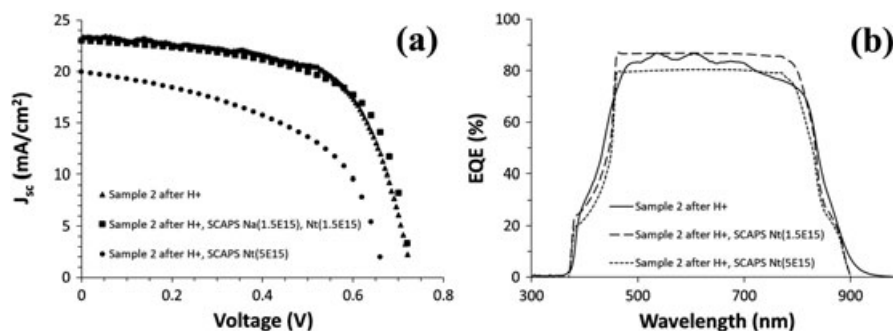 (a)
J_sc (mA/cm²)
25
20
15
10
5
0
Sample 2 after H+
Sample 2 after H+, SCAPS Na(1.5E15), Nt(1.5E15)
Sample 2 after H+, SCAPS Nt(5E15)
0 0.2 0.4 0.6 0.8
Voltage (V)
(b)
EQE (%)
100
80
60
40
20
0
Sample 2 after H+
Sample 2 after H+, SCAPS Nt(1.5E15)
Sample 2 after H+, SCAPS Nt(5E15)
300 500 700 900
Wavelength (nm)